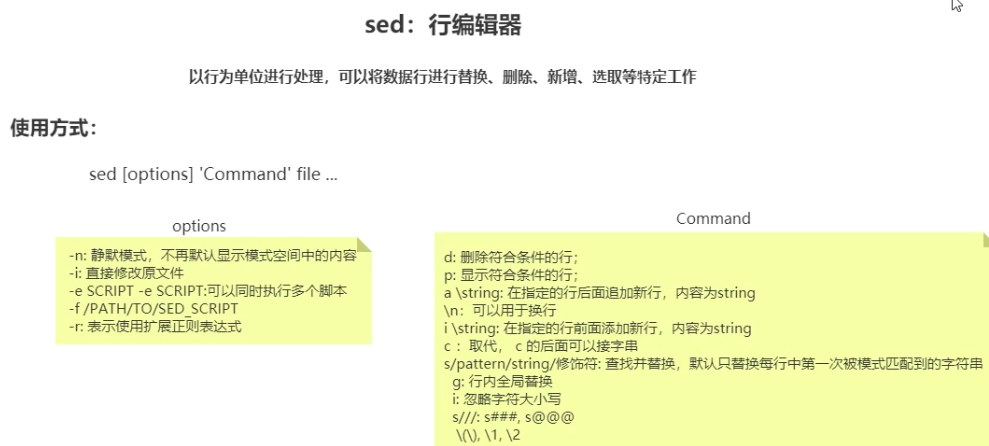 sed：行编辑器
以行为单位进行处理，可以将数据行进行替换、删除、新增、选取等特定工作
使用方式：
sed [options] 'Command' file ...
options
-n: 静默模式，不再默认显示模式空间中的内容
-i: 直接修改原文件
-e SCRIPT -e SCRIPT:可以同时执行多个脚本
-f /PATH/TO/SED_SCRIPT
-r: 表示使用扩展正则表达式
Command
d: 删除符合条件的行；
p: 显示符合条件的行；
a \string: 在指定的行后面追加新行，内容为string
\n：可以用于换行
i \string: 在指定的行前面添加新行，内容为string
c ：取代， c 的后面可以接字串
s/pattern/string/修饰符: 查找并替换，默认只替换每行中第一次被模式匹配到的字符串
g: 行内全局替换
i: 忽略字符大小写
s///: s###, s@@@
\(\), \1, \2